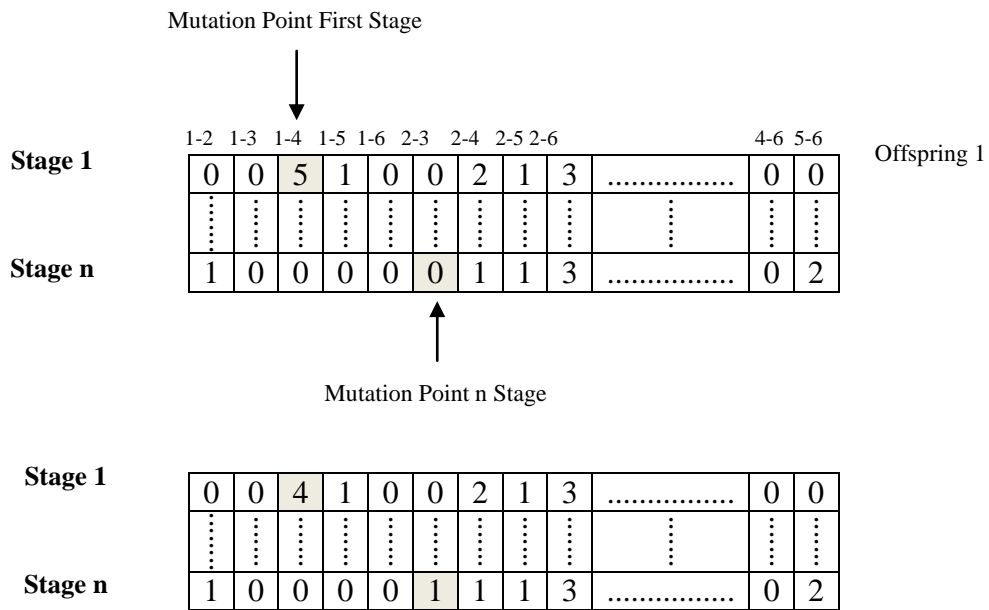 Mutation Point First Stage
1-2 1-3 1-4 1-5 1-6 2-3 2-4 2-5 2-6 4-6 5-6
Stage 1 0 0 5 1 0 0 2 1 3 ................ 0 0 Offspring 1
Stage n 1 0 0 0 0 0 1 1 3 ................ 0 2
Mutation Point n Stage
Stage 1 0 0 4 1 0 0 2 1 3 ................ 0 0
Stage n 1 0 0 0 0 1 1 1 3 ................ 0 2